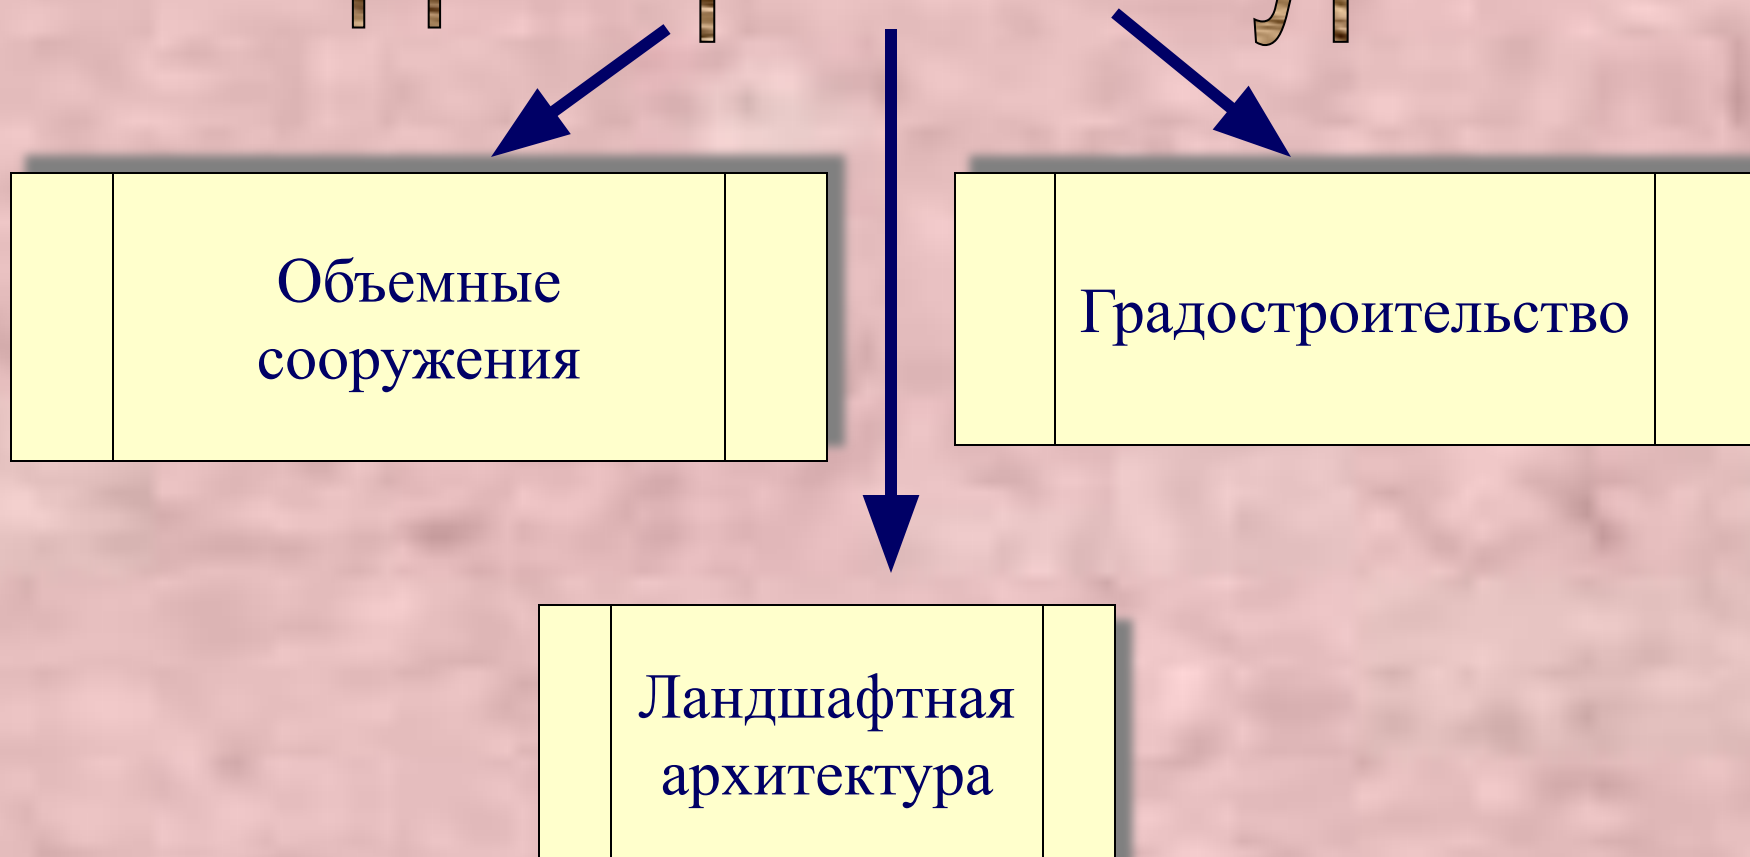 Объемные
сооружения
Градостроительство
Ландшафтная
архитектура